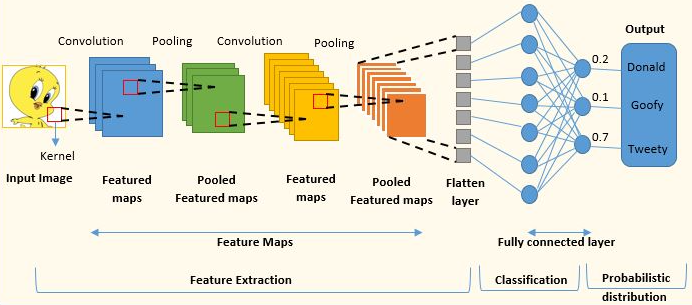 Convolution
Pooling
Convolution
Pooling
Output
0.2
Donald
0.1
Goofy
0.7
Tweety
Kernel
Input Image
Featured
maps
Pooled
Featured maps
Featured
maps
Pooled
Featured maps
Flatten
layer
Feature Maps
Fully connected layer
Feature Extraction
Classification
Probabilistic
distribution